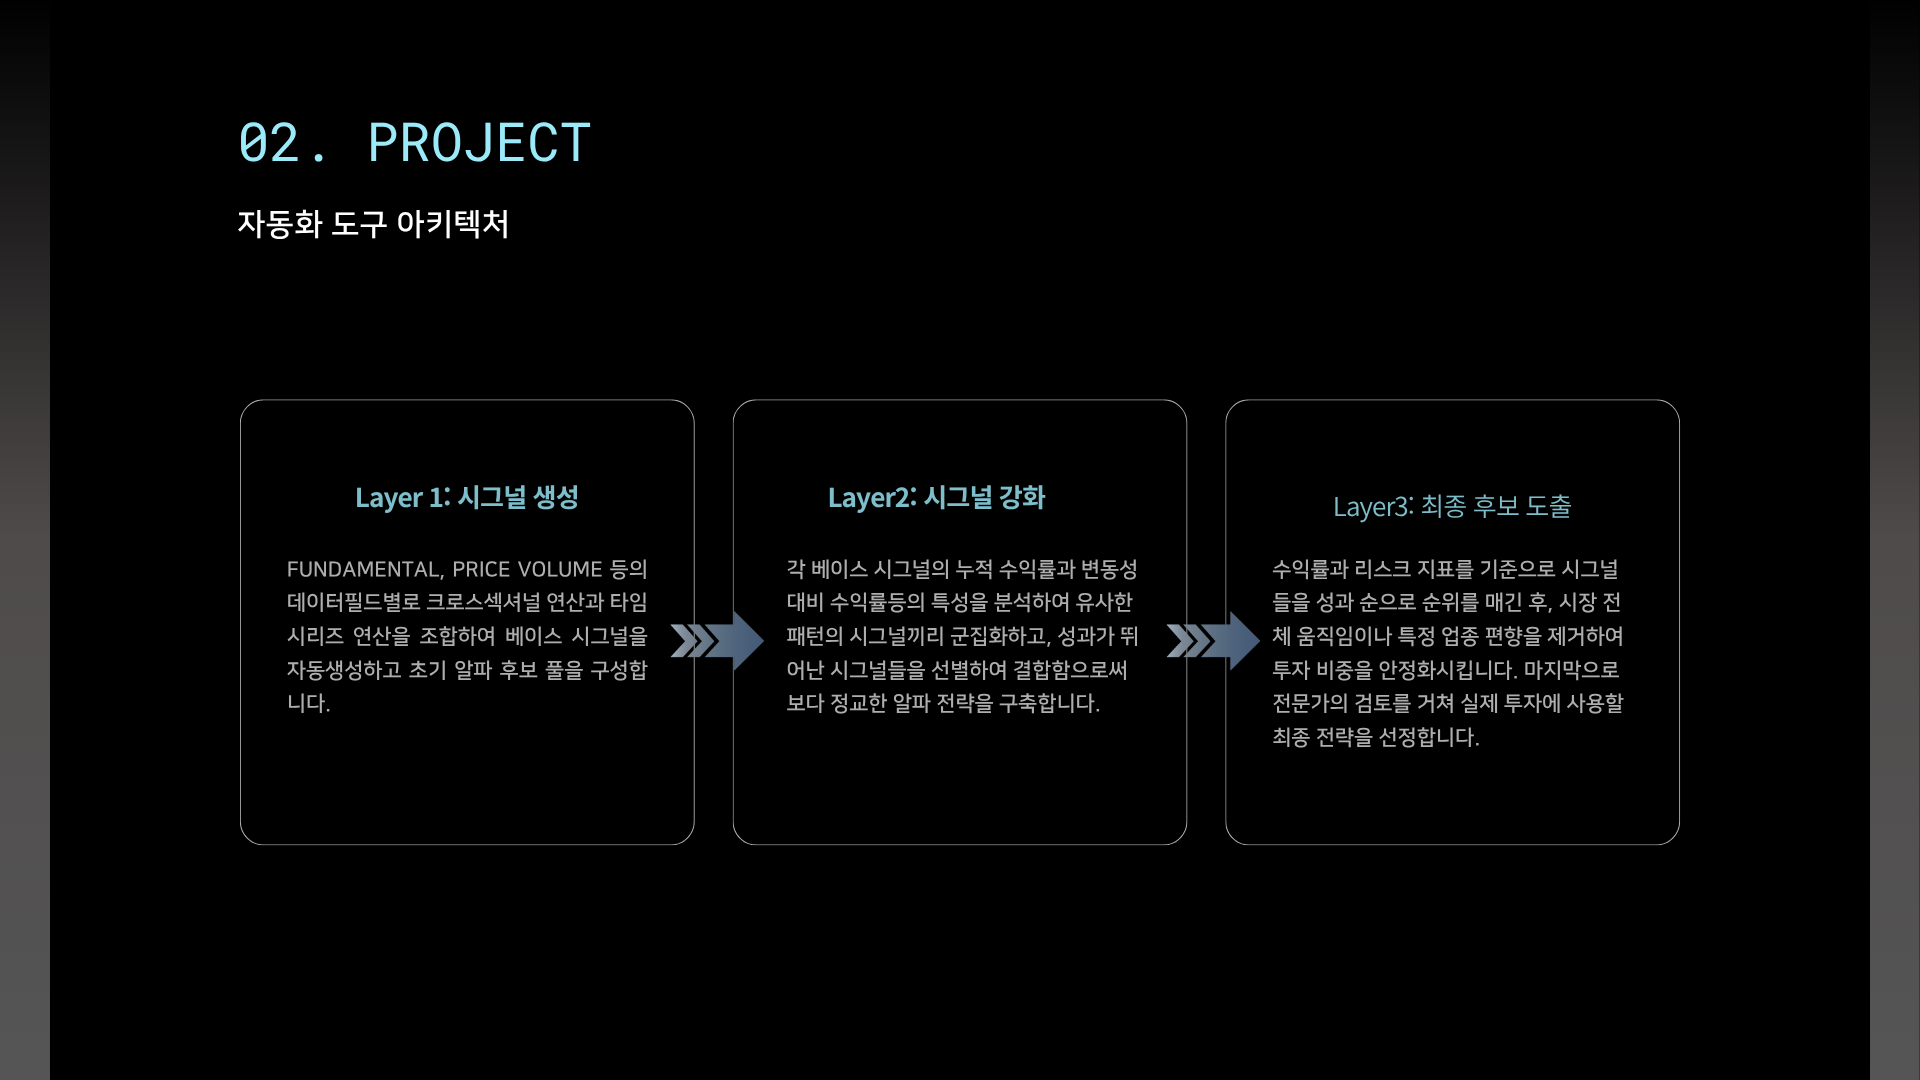 02. PROJECT
자동화 도구 아키텍처
Layer 1: 시그널 생성
FUNDAMENTAL, PRICE VOLUME 등의
데이터필드별로 크로스섹셔널 연산과 타임
시리즈 연산을 조합하여 베이스 시그널을
자동생성하고 초기 알파 후보 풀을 구성합
니다.
Layer2: 시그널 강화
각 베이스 시그널의 누적 수익률과 변동성
대비 수익률등의 특성을 분석하여 유사한
패턴의 시그널끼리 군집화하고, 성과가 뛰
어난 시그널들을 선별하여 결합함으로써
보다 정교한 알파 전략을 구축합니다.
Layer3: 최종 후보 도출
수익률과 리스크 지표를 기준으로 시그널
들을 성과 순으로 순위를 매긴 후, 시장 전
체 움직임이나 특정 업종 편향을 제거하여
투자 비중을 안정화시킵니다. 마지막으로
전문가의 검토를 거쳐 실제 투자에 사용할
최종 전략을 선정합니다.